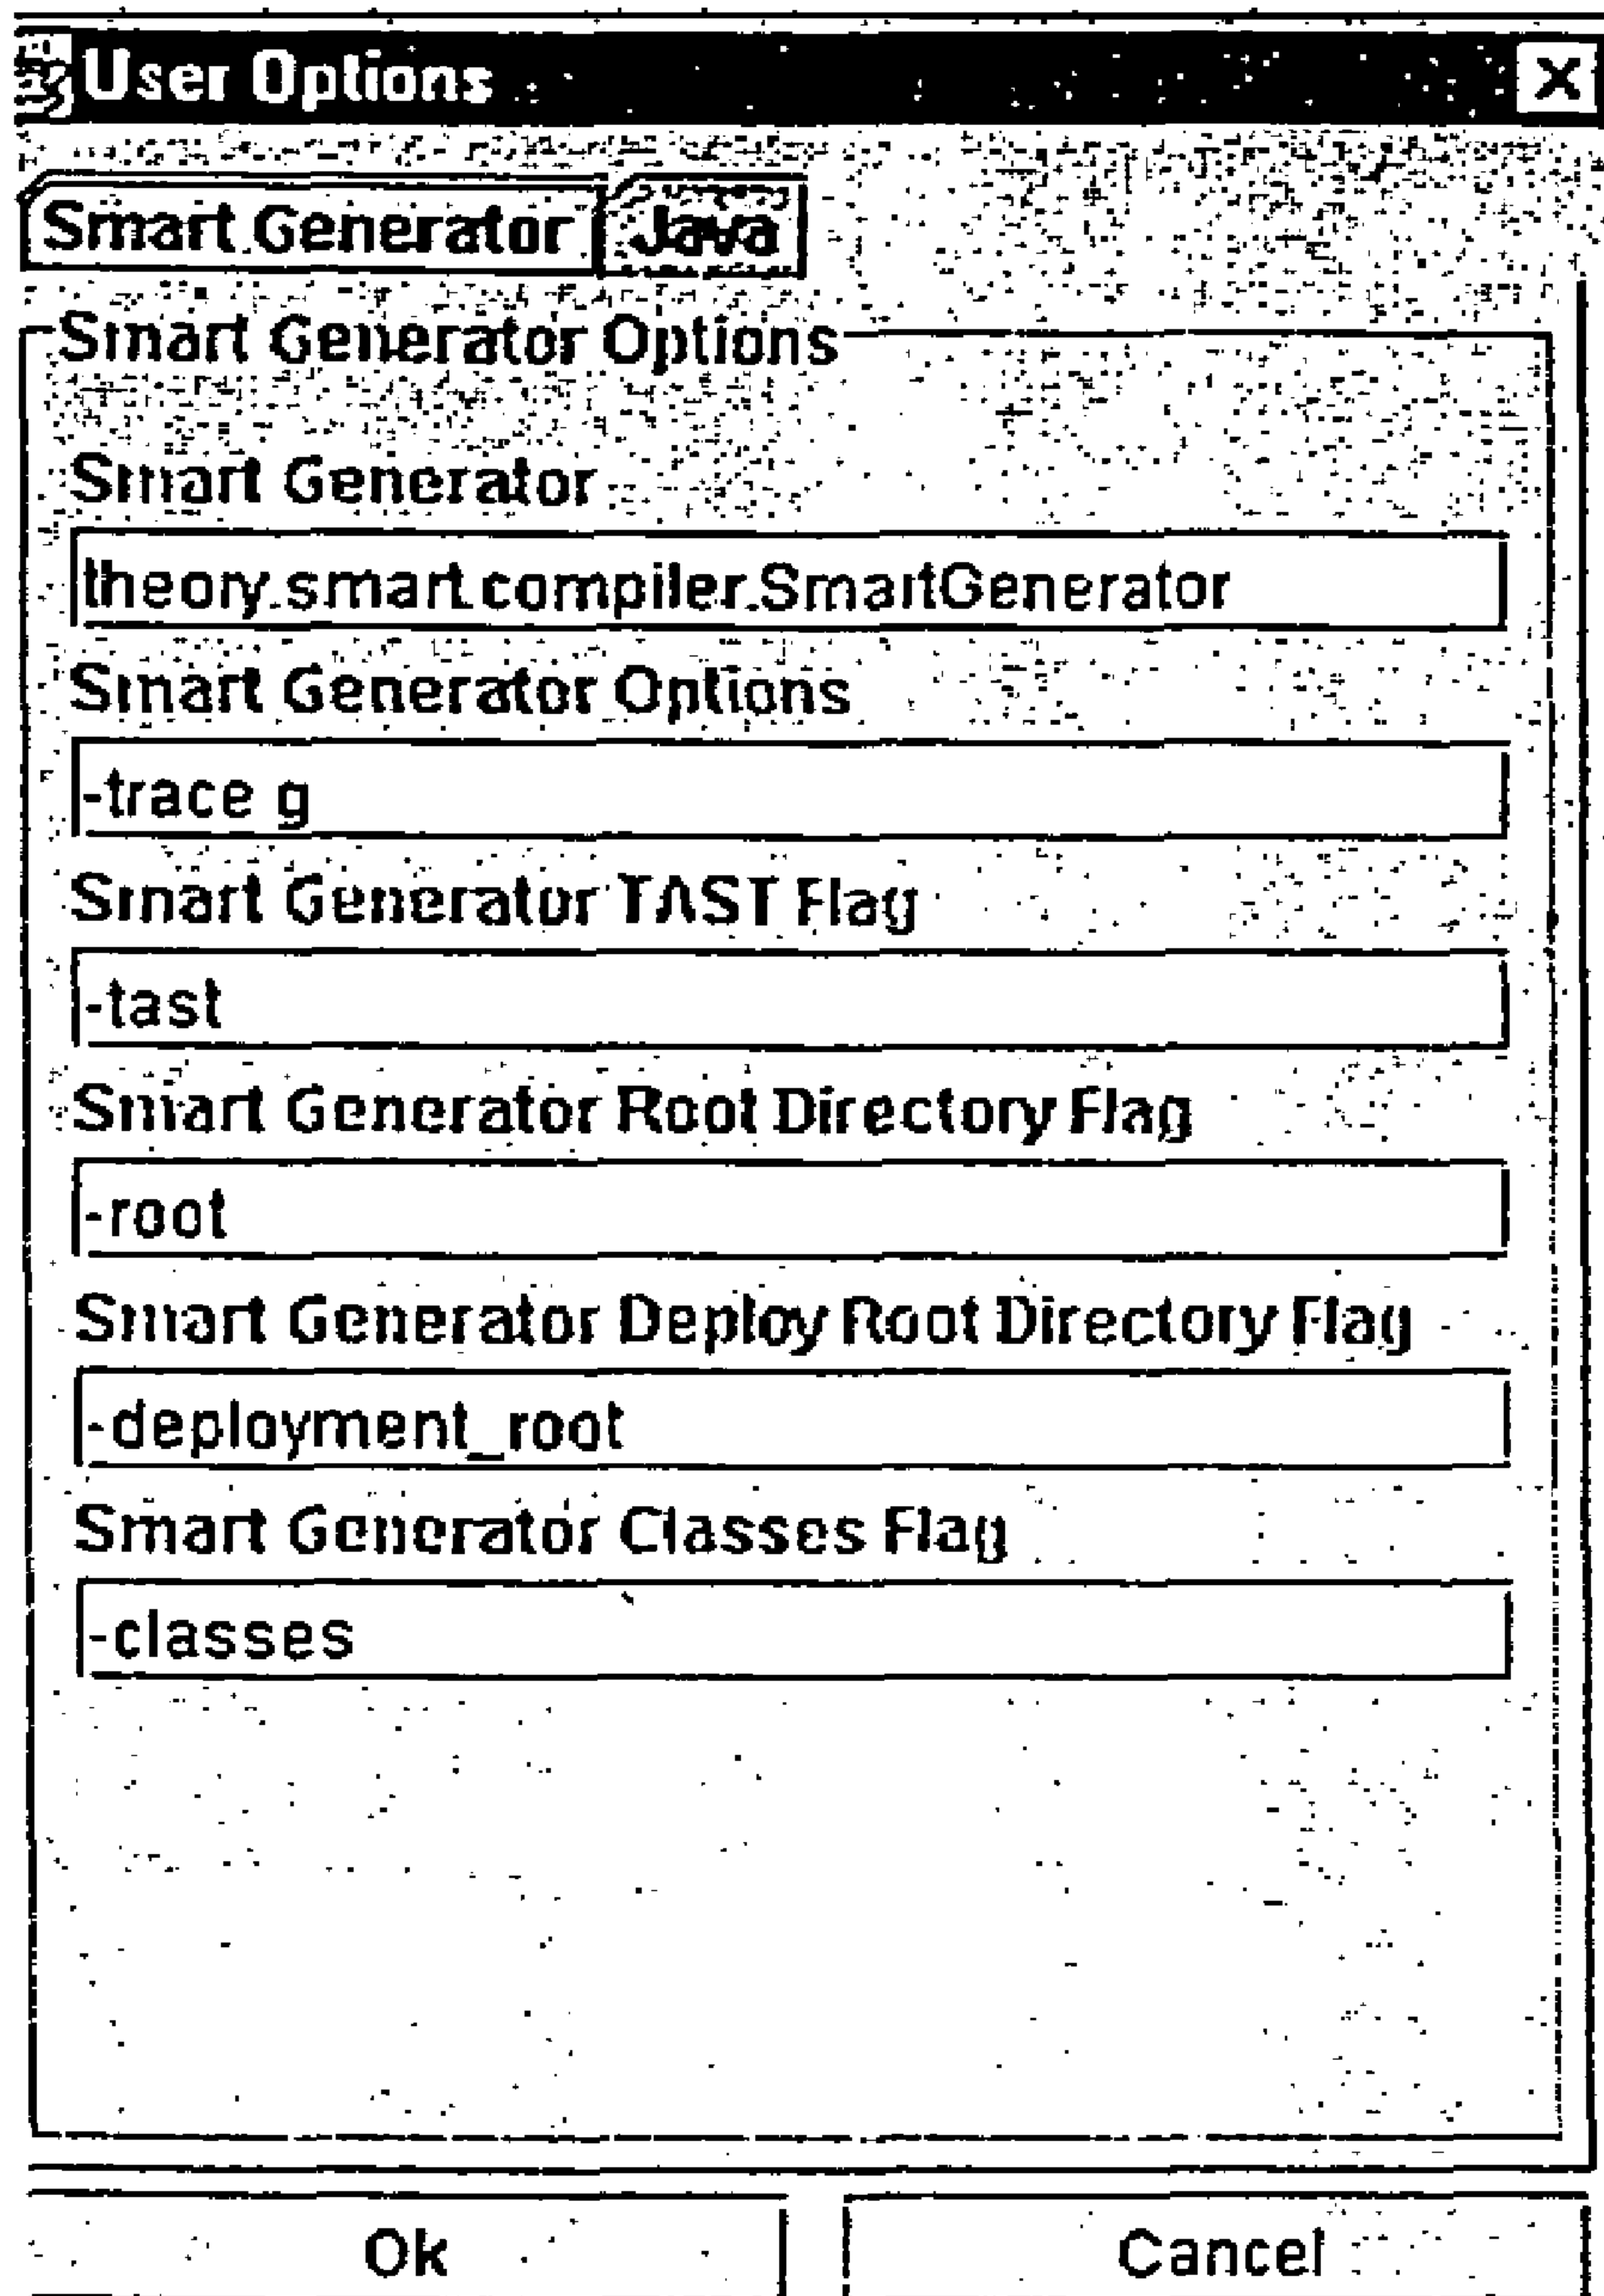 User Options
Smart Generator Java
Smart Generator Options
Smart Generator
theory.smart.compiler.SmartGenerator
Smart Generator Options
-trace g
Smart Generator TAST Flag
-tast
Smart Generator Root Directory Flag
-root
Smart Generator Deploy Root Directory Flag
-deployment_root
Smart Generator Classes Flag
-classes
Ok Cancel